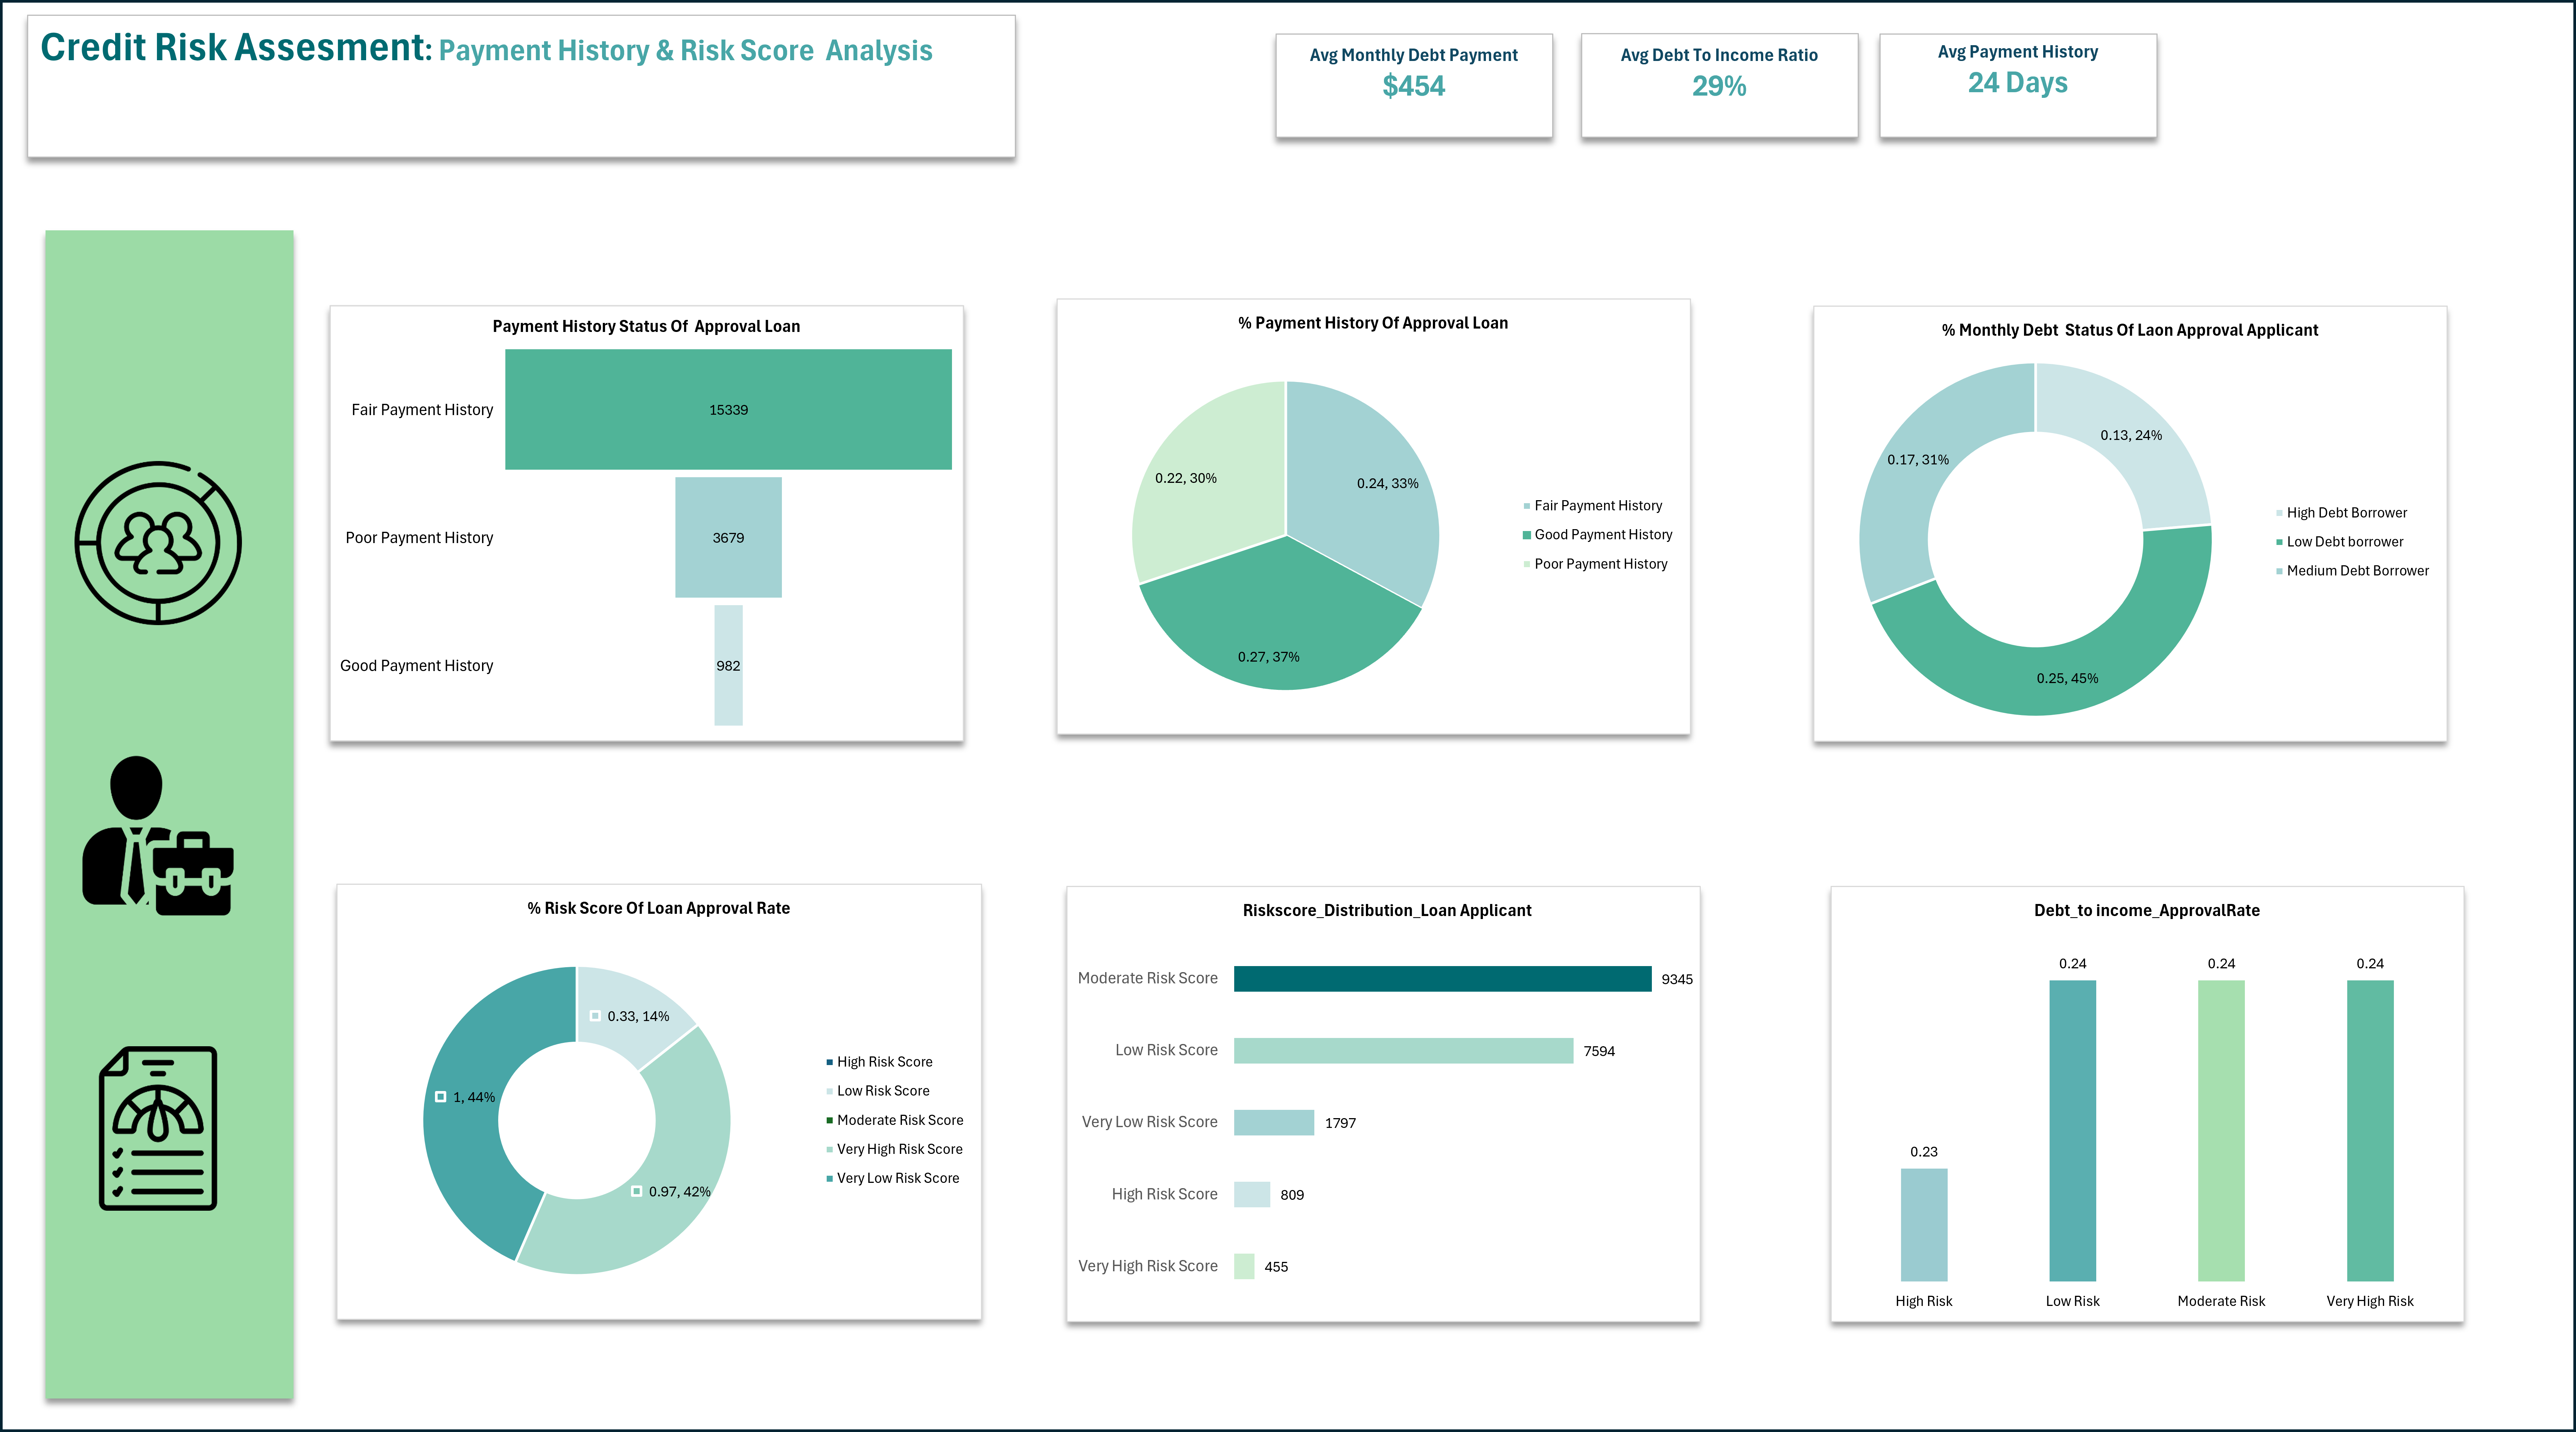 Credit Risk Assesment: Payment History & Risk Score Analysis
Avg Monthly Debt Payment
$454
Avg Debt To Income Ratio
29%
Avg Payment History
24 Days
Payment History Status Of Approval Loan
Fair Payment History
15339
Poor Payment History
3679
Good Payment History
982
% Payment History Of Approval Loan
0.22, 30%
0.24, 33%
0.27, 37%
Fair Payment History
Good Payment History
Poor Payment History
% Monthly Debt Status Of Laon Approval Applicant
0.13, 24%
0.17, 31%
0.25, 45%
High Debt Borrower
Low Debt borrower
Medium Debt Borrower
% Risk Score Of Loan Approval Rate
0.33, 14%
1, 44%
0.97, 42%
High Risk Score
Low Risk Score
Moderate Risk Score
Very High Risk Score
Very Low Risk Score
Riskscore_Distribution_Loan Applicant
Moderate Risk Score
9345
Low Risk Score
7594
Very Low Risk Score
1797
High Risk Score
809
Very High Risk Score
455
Debt_to income_ApprovalRate
0.23
0.24
0.24
0.24
High Risk
Low Risk
Moderate Risk
Very High Risk